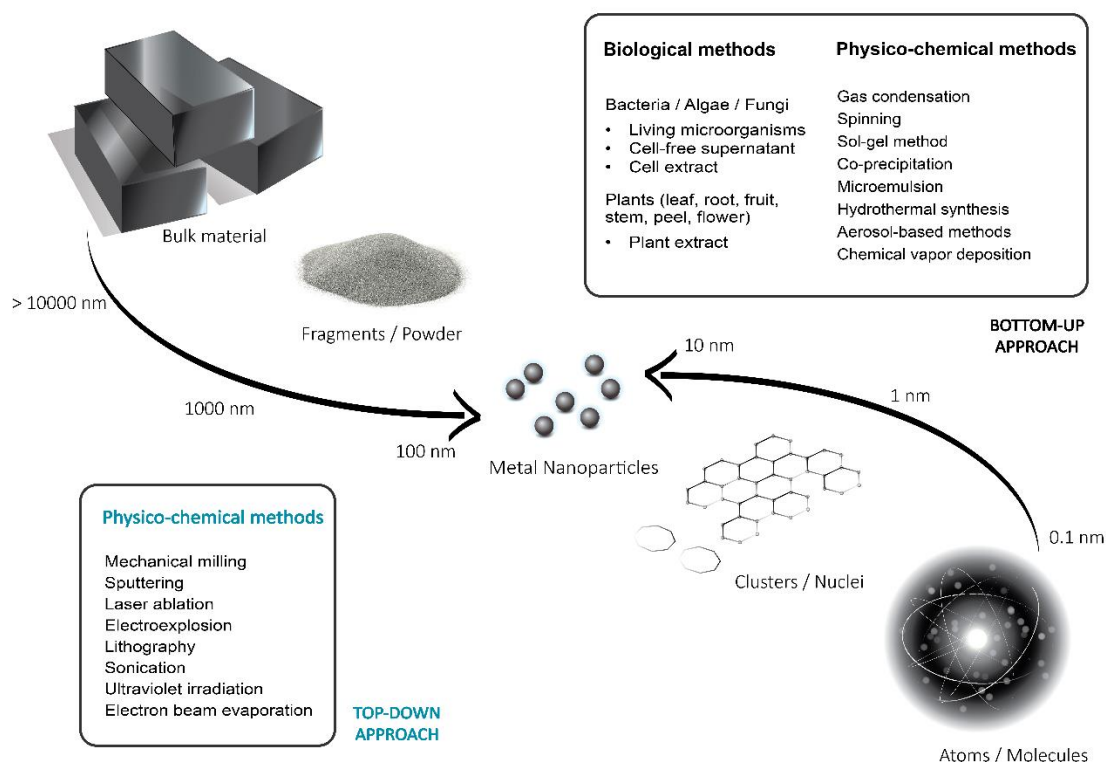 Biological methods
Bacteria / Algae / Fungi
• Living microorganisms
• Cell-free supernatant
• Cell extract
Plants (leaf, root, fruit,
stem, peel, flower)
• Plant extract
Physico-chemical methods
Gas condensation
Spinning
Sol-gel method
Co-precipitation
Microemulsion
Hydrothermal synthesis
Aerosol-based methods
Chemical vapor deposition
BOTTOM-UP
APPROACH
Bulk material
> 10000 nm
Fragments / Powder
1000 nm
100 nm
Metal Nanoparticles
10 nm
1 nm
0.1 nm
Clusters / Nuclei
Atoms / Molecules
Physico-chemical methods
Mechanical milling
Sputtering
Laser ablation
Electroexplosion
Lithography
Sonication
Ultraviolet irradiation
Electron beam evaporation
TOP-DOWN
APPROACH